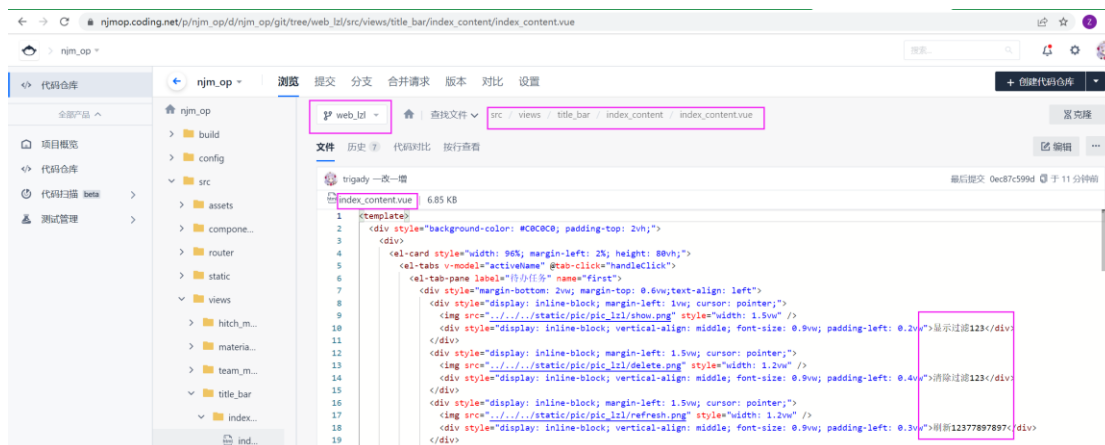 njmop.coding.net/p/njm_op/d/njm_op/git/tree/web_lzl/src/views/title_bar/index_content/index_content.vue
Z
njm_op
搜索...
代码仓库
njm_op
浏览 提交 分支 合并请求 版本 对比 设置
+ 创建代码仓库
全部产品
项目概览
代码仓库
代码扫描 beta
测试管理
njm_op
build
config
src
assets
compone...
router
static
views
hitch_m...
materia...
team_m...
title_bar
index...
ind...
web_lzl
查找文件
src / views / title_bar / index_content / index_content.vue
克隆
文件 历史 7 代码对比 按行查看
编辑 ...
trigady 一改一增
最后提交 0ec87c599d 于 11 分钟前
index_content.vue 6.85 KB
1 <template>
2 <div style="background-color: #C0C0C0; padding-top: 2vh;">
3 <div>
4 <el-card style="width: 96%; margin-left: 2%; height: 80vh;">
5 <el-tabs v-model="activeName" @tab-click="handleClick">
6 <el-tab-pane label="待办任务" name="first">
7 <div style="margin-bottom: 2vw; margin-top: 0.6vw;text-align: left">
8 <div style="display: inline-block; margin-left: 1vw; cursor: pointer;">
9 <img src="../../../static/pic/pic_lzl/show.png" style="width: 1.5vw" />
10 <div style="display: inline-block; vertical-align: middle; font-size: 0.9vw; padding-left: 0.2vw">显示过滤123</div>
11 </div>
12 <div style="display: inline-block; margin-left: 1.5vw; cursor: pointer;">
13 <img src="../../../static/pic/pic_lzl/delete.png" style="width: 1.2vw" />
14 <div style="display: inline-block; vertical-align: middle; font-size: 0.9vw; padding-left: 0.4vw">清除过滤123</div>
15 </div>
16 <div style="display: inline-block; margin-left: 1.5vw; cursor: pointer;">
17 <img src="../../../static/pic/pic_lzl/refresh.png" style="width: 1.2vw" />
18 <div style="display: inline-block; vertical-align: middle; font-size: 0.9vw; padding-left: 0.3vw">刷新12377897897</div>
19 </div>